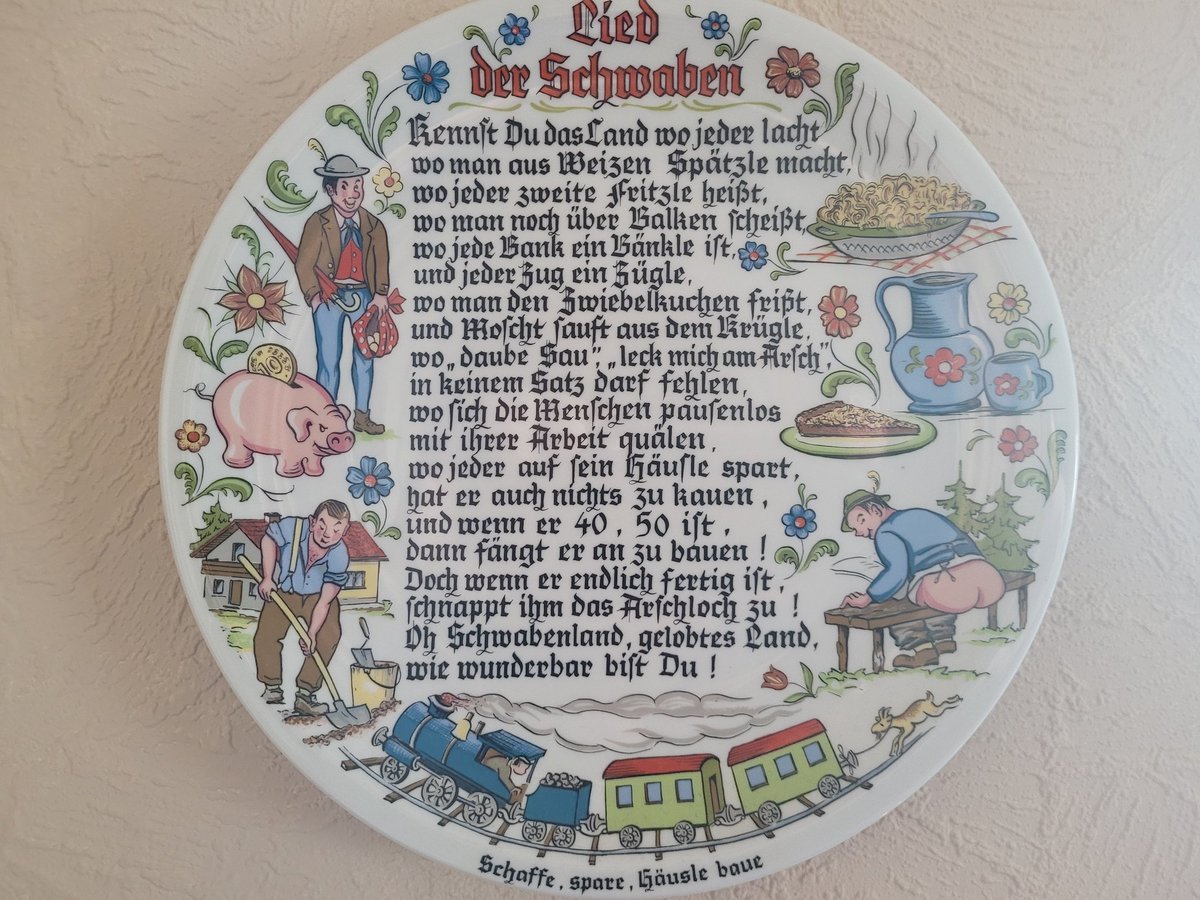 Lied
der Schwaben
Kennst Du das Land wo jeder lacht
wo man aus Weizen Spätzle macht,
wo jeder zweite Fritzle heißt,
wo man noch über Balken scheißt,
wo jede Bank ein Bänkle ist,
und jeder Zug ein Zügle,
wo man den Zwiebelkuchen frißt,
und Moscht sauft aus dem Krügle,
wo „daube Sau", „leck mich am Arsch",
in keinem Satz darf fehlen,
wo sich die Menschen pausenlos
mit ihrer Arbeit quälen,
wo jeder auf sein Häusle spart,
hat er auch nichts zu kauen,
und wenn er 40, 50 ist,
dann fängt er an zu bauen!
Doch wenn er endlich fertig ist,
schnappt ihm das Arschloch zu!
Oh Schwabenland, gelobtes Land,
wie wunderbar bist Du!
10
Schaffe, spare, Häusle baue